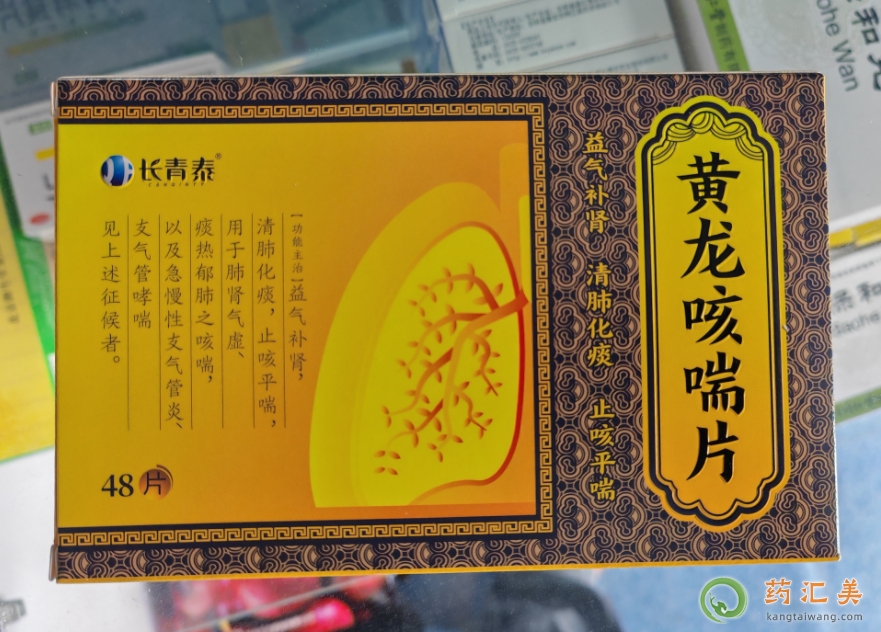 黄龙咳喘片
益气补肾 清肺化痰 止咳平喘
长青泰®
【功能主治】益气补肾，
清肺化痰，止咳平喘，
用于肺肾气虚、
痰热郁肺之咳喘，
以及急慢性支气管炎、
支气管哮喘
见上述征候者。
48片
he Wan
药汇美
kangtaiwang.com